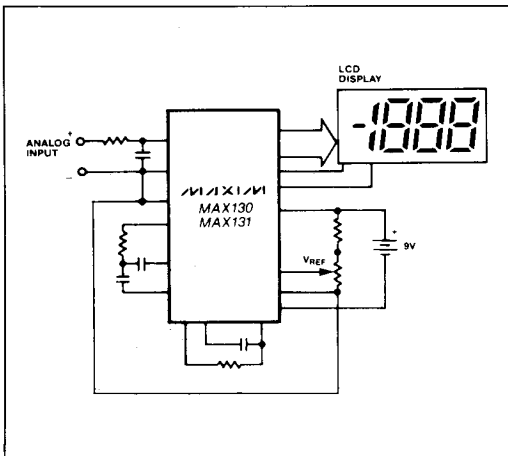 LCD
DISPLAY
-1888
ANALOG
INPUT
+
−
MAXIM
MAX130
MAX131
VREF
+
9V